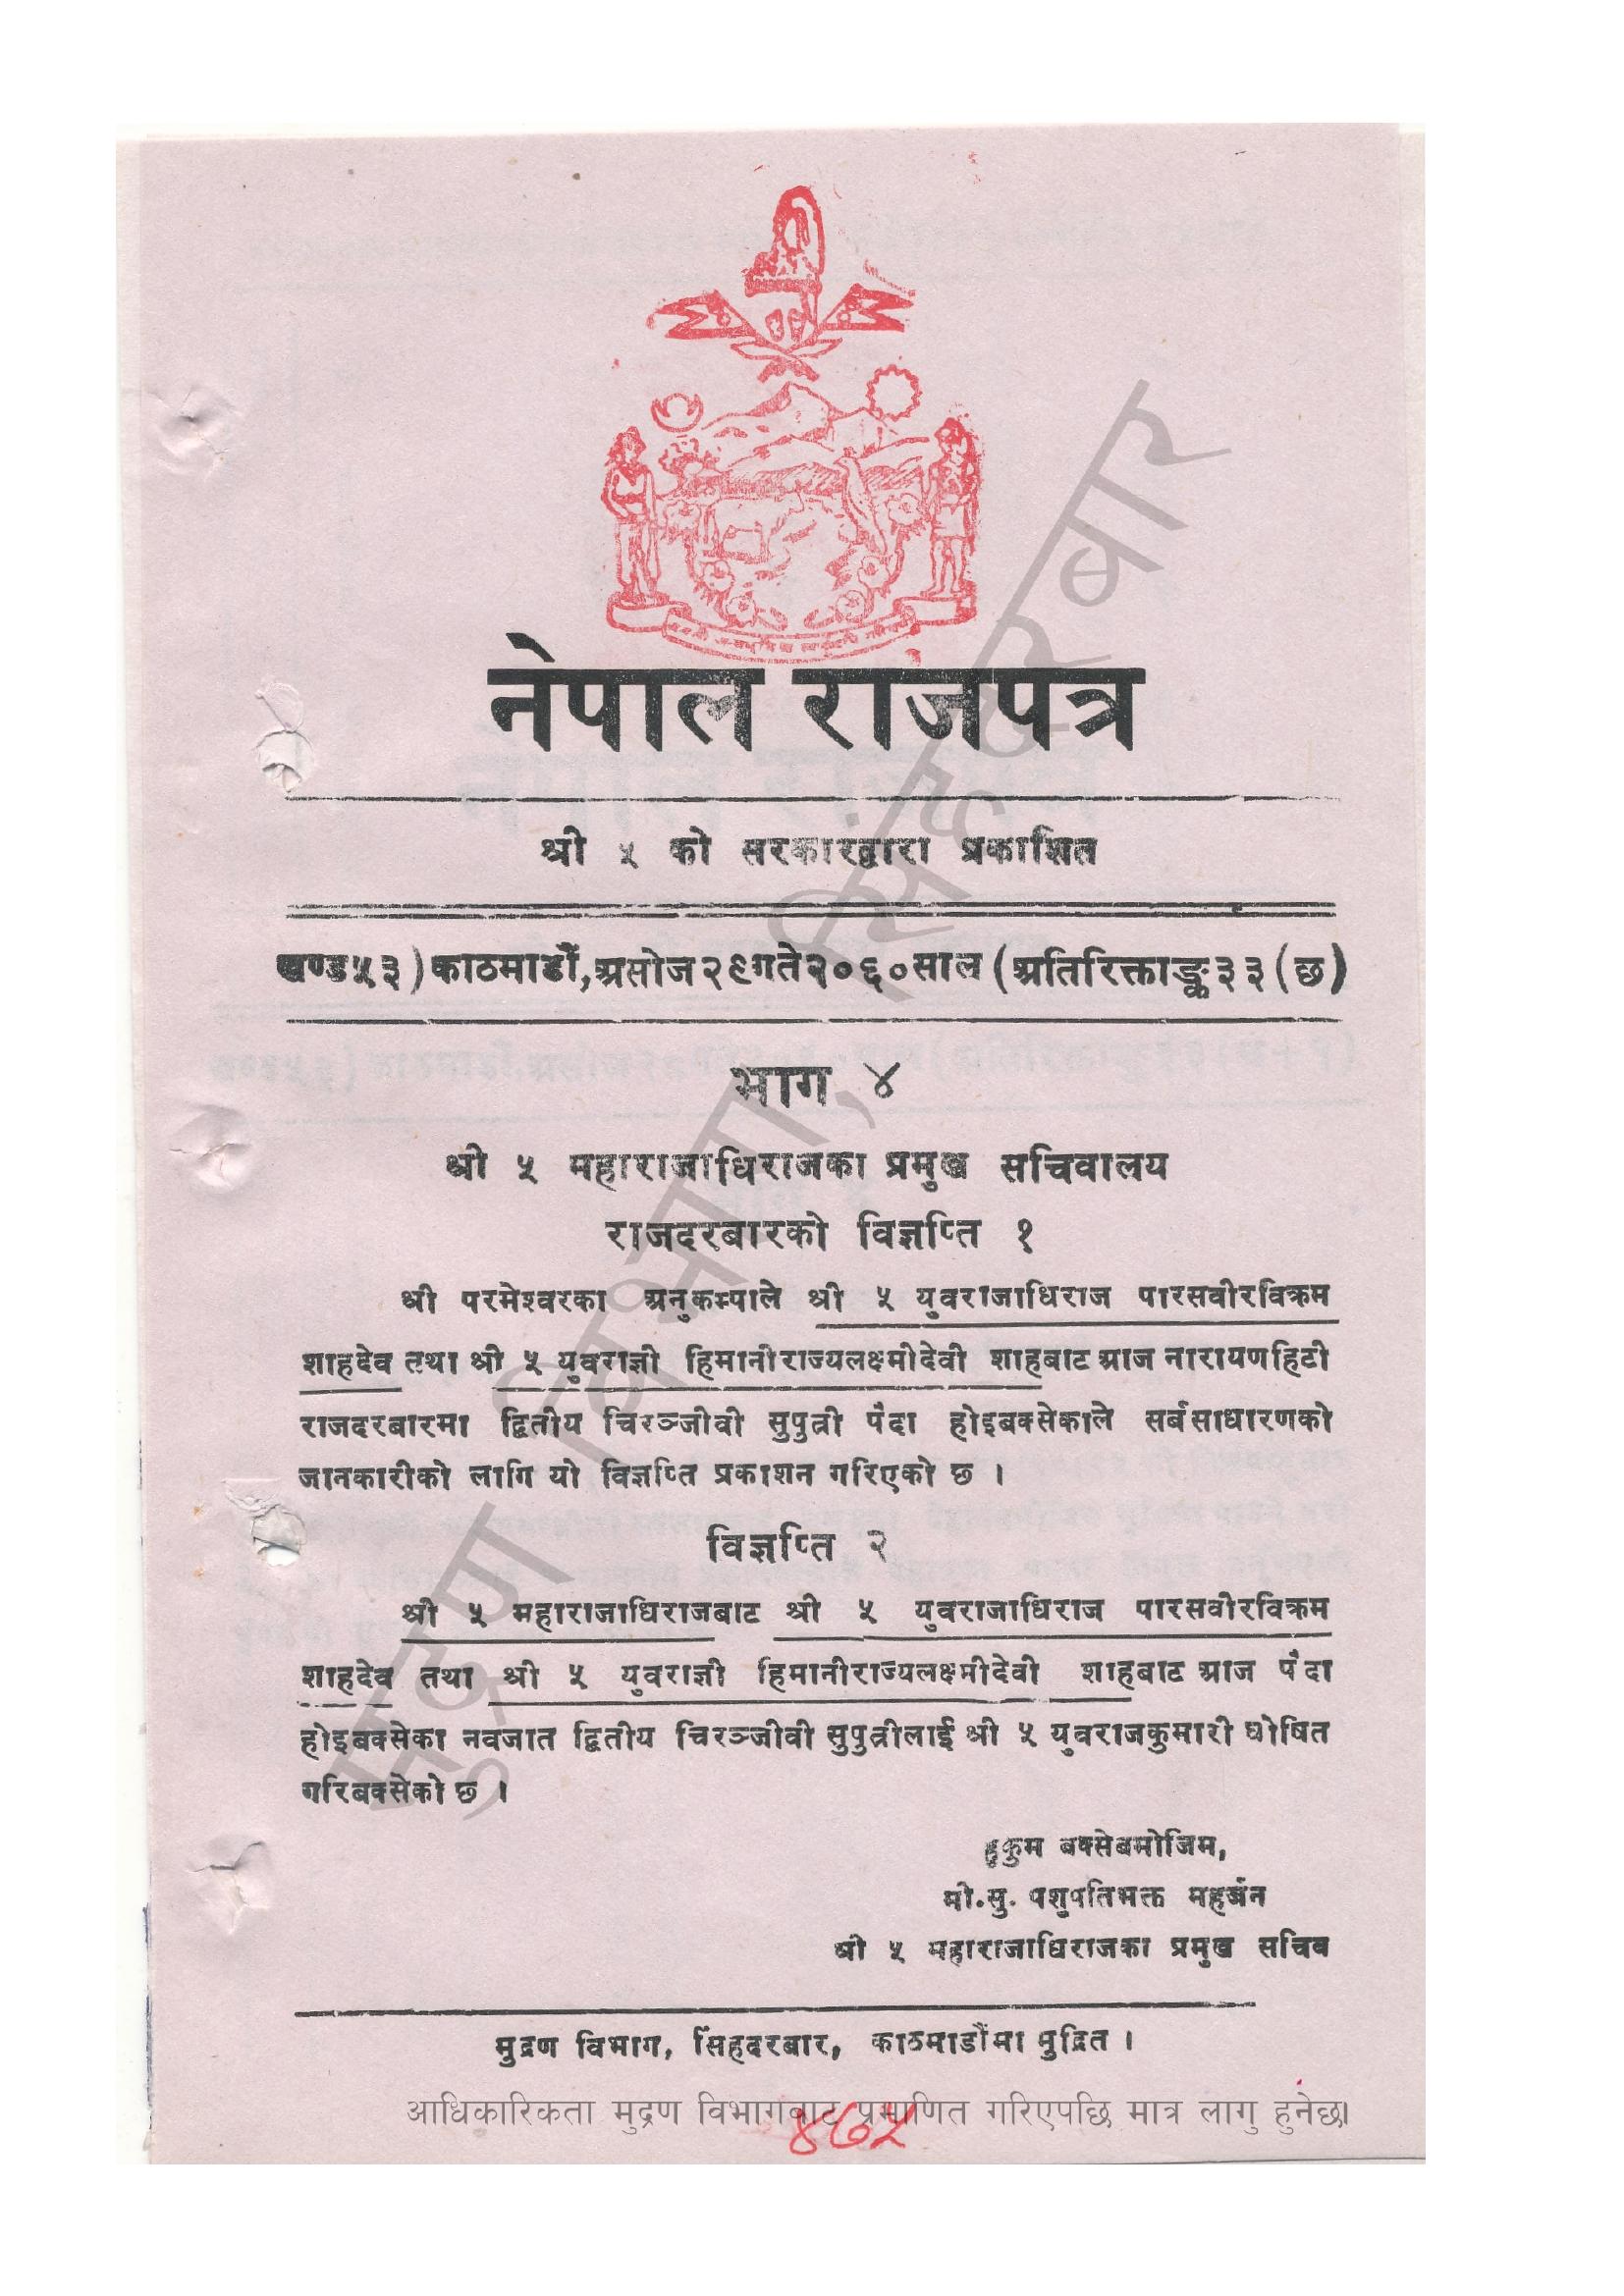 नेपाल राजपत्र
श्री ५ को सरकारद्वारा प्रकाशित
खण्ड ५३) काठमाडौं, असोज २९ गते २०६० साल (अतिरिक्ताङ्क ३३ (छ)
भाग ४
श्री ५ महाराजाधिराजका प्रमुख सचिवालय
राजदरबारको विज्ञप्ति १
श्री परमेश्वरका अनुकम्पाले श्री ५ युवराजाधिराज पारसवीरविक्रम
शाहदेव तथा श्री ५ युवराज्ञी हिमानीराज्यलक्ष्मीदेवी शाहबाट आज नारायणहिटी
राजदरबारमा द्वितीय चिरञ्जीवी सुपुत्री पैदा होइबक्सेकाले सर्वसाधारणको
जानकारीको लागि यो विज्ञप्ति प्रकाशन गरिएको छ ।
विज्ञप्ति २
श्री ५ महाराजाधिराजबाट श्री ५ युवराजाधिराज पारसवीरविक्रम
शाहदेव तथा श्री ५ युवराज्ञी हिमानीराज्यलक्ष्मीदेवी शाहबाट आज पैदा
होइबक्सेका नवजात द्वितीय चिरञ्जीवी सुपुत्रीलाई श्री ५ युवराजकुमारी घोषित
गरिबक्सेको छ ।
हुकुम बक्सेबमोजिम,
मो.सु. पशुपतिभक्त महर्जन
श्री ५ महाराजाधिराजका प्रमुख सचिव
मुद्रण विभाग, सिंहदरबार, काठमाडौंमा मुद्रित ।
आधिकारिकता मुद्रण विभागबाट प्रमाणित गरिएपछि मात्र लागु हुनेछ।
४७५
मुद्रण विभाग, सिंहदरबार